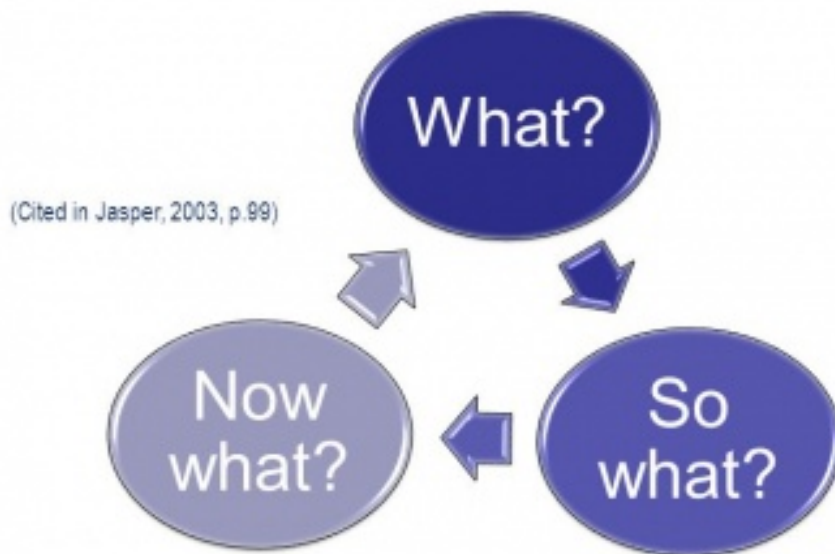 What?
(Cited in Jasper, 2003, p.99)
So
what?
Now
what?